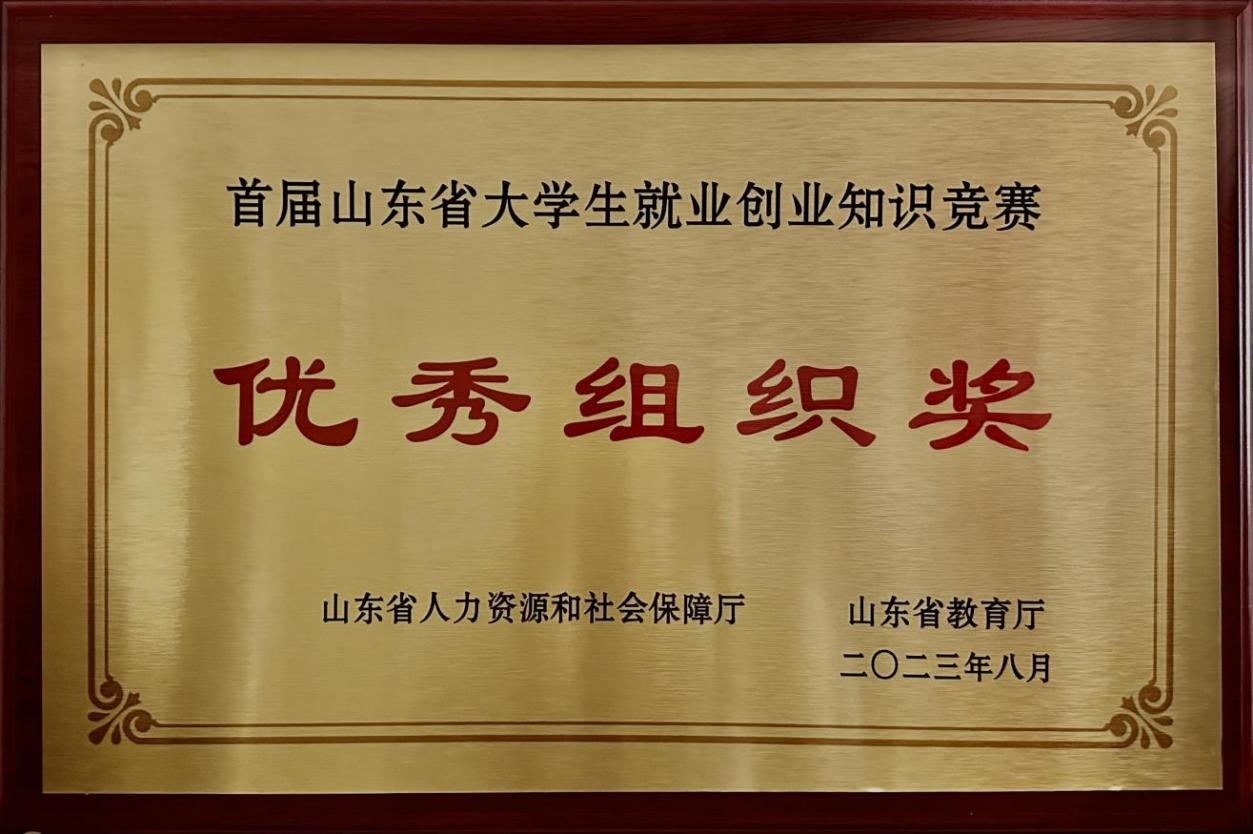 首届山东省大学生就业创业知识竞赛
优秀组织奖
山东省人力资源和社会保障厅 山东省教育厅
二〇二三年八月